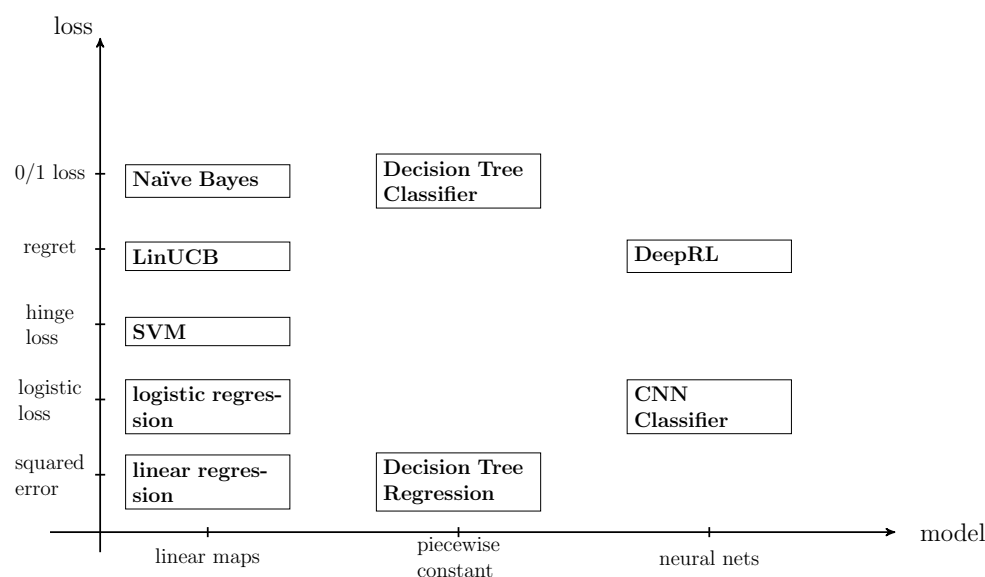 loss
0/1 loss
Naïve Bayes
Decision Tree
Classifier
regret
LinUCB
DeepRL
hinge
loss
SVM
logistic
loss
logistic regres-
sion
CNN
Classifier
squared
error
linear regres-
sion
Decision Tree
Regression
model
linear maps
piecewise
constant
neural nets